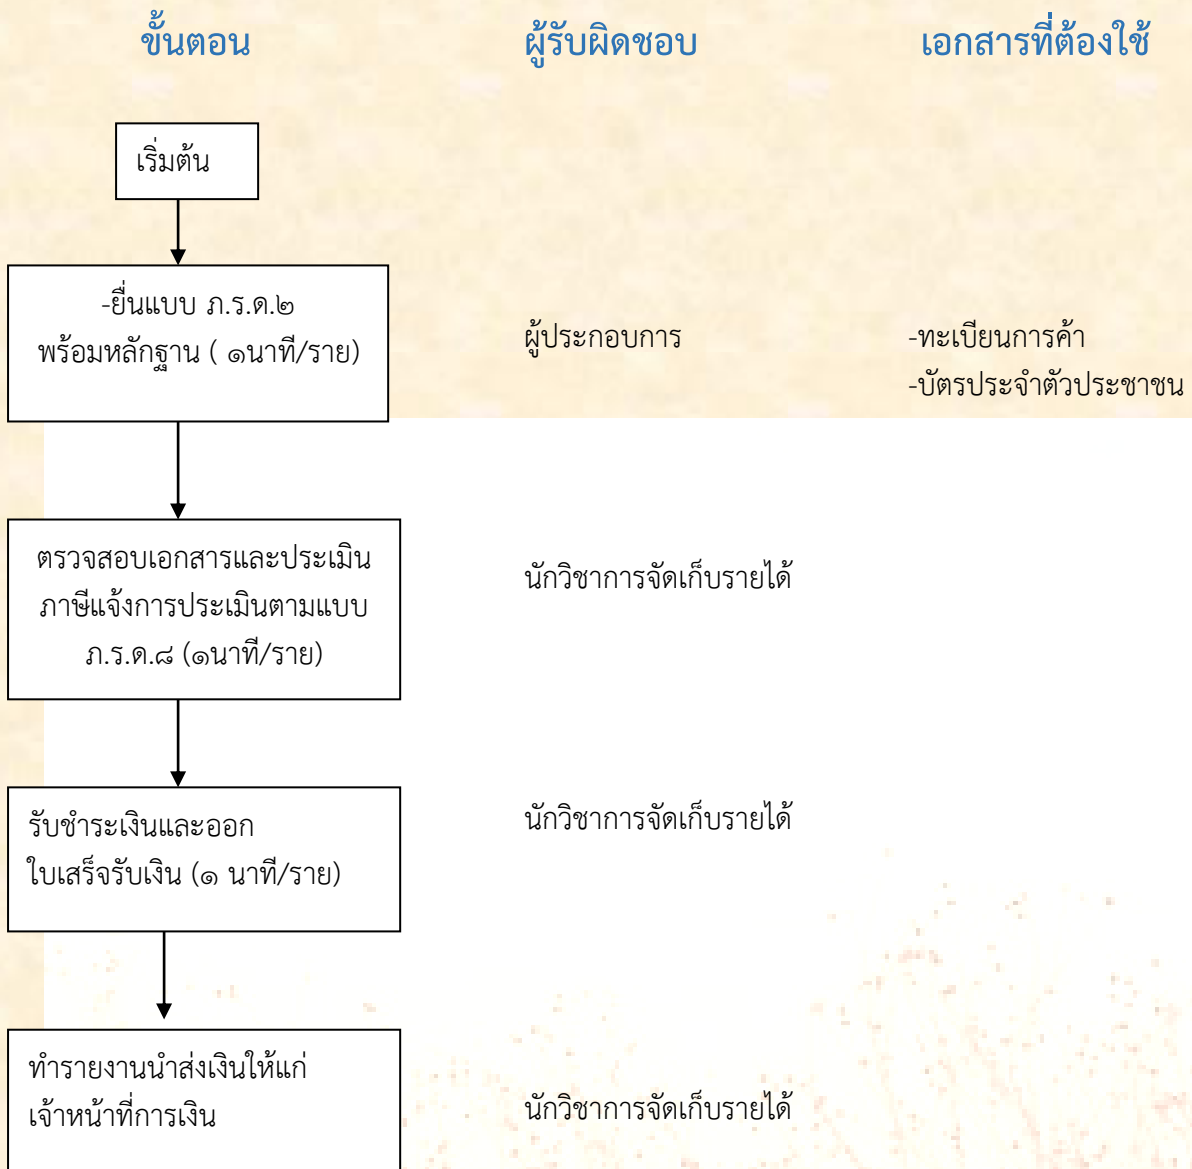 ขั้นตอน
ผู้รับผิดชอบ
เอกสารที่ต้องใช้
เริ่มต้น
-ยื่นแบบ ภ.ร.ด.๒
พร้อมหลักฐาน ( ๑นาที/ราย)
ผู้ประกอบการ
-ทะเบียนการค้า
-บัตรประจำตัวประชาชน
ตรวจสอบเอกสารและประเมิน
ภาษีแจ้งการประเมินตามแบบ
ภ.ร.ด.๘ (๑นาที/ราย)
นักวิชาการจัดเก็บรายได้
รับชำระเงินและออก
ใบเสร็จรับเงิน (๑ นาที/ราย)
นักวิชาการจัดเก็บรายได้
ทำรายงานนำส่งเงินให้แก่
เจ้าหน้าที่การเงิน
นักวิชาการจัดเก็บรายได้